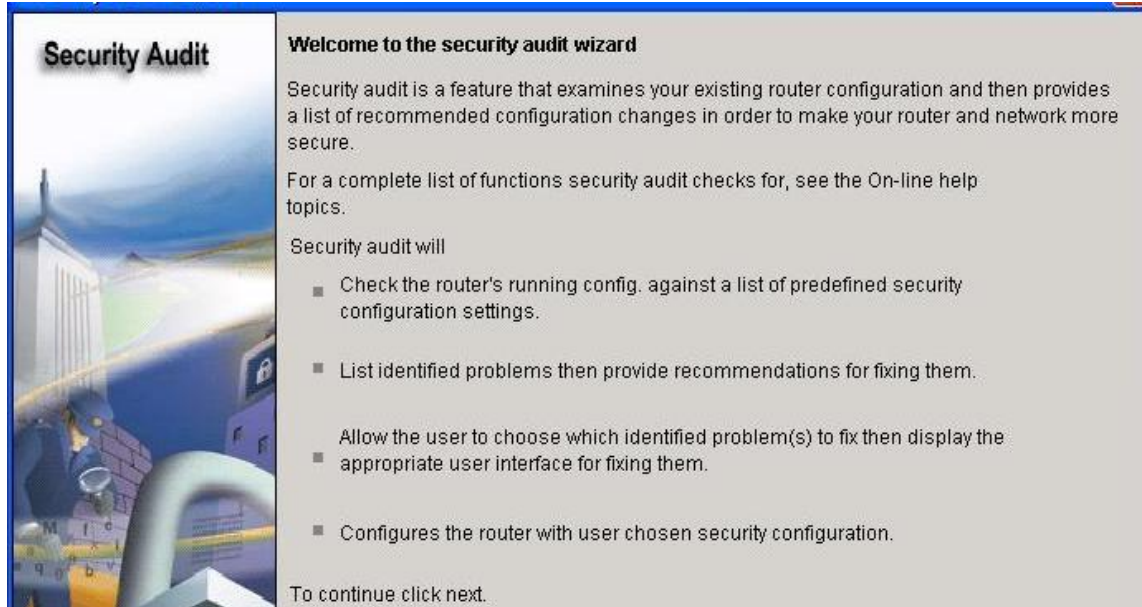 Security Audit
Welcome to the security audit wizard
Security audit is a feature that examines your existing router configuration and then provides
a list of recommended configuration changes in order to make your router and network more
secure.
For a complete list of functions security audit checks for, see the On-line help
topics.
Security audit will
Check the router's running config. against a list of predefined security
configuration settings.
List identified problems then provide recommendations for fixing them.
Allow the user to choose which identified problem(s) to fix then display the
appropriate user interface for fixing them.
Configures the router with user chosen security configuration.
To continue click next.